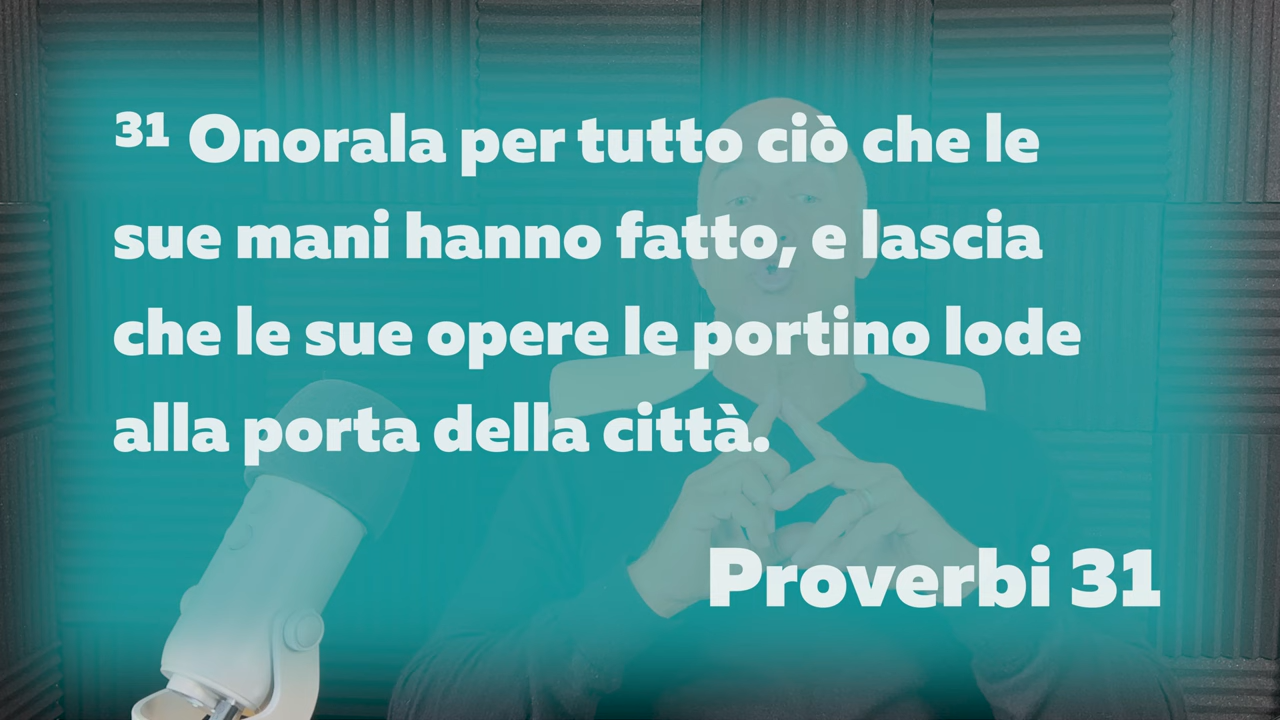 ³¹ Onorala per tutto ciò che le
sue mani hanno fatto, e lascia
che le sue opere le portino lode
alla porta della città.
Proverbi 31